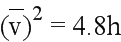 (v̅)² = 4.8h